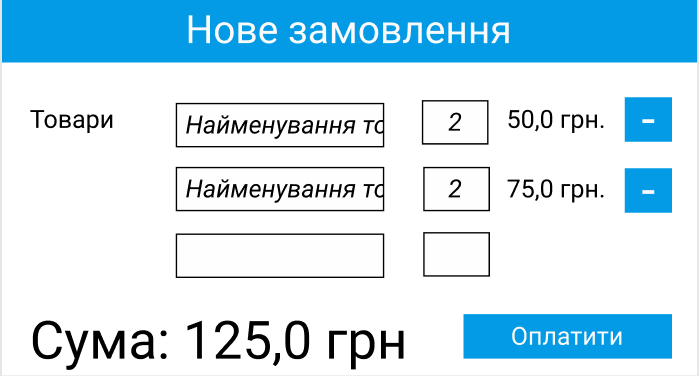 Нове замовлення
Товари Найменування то 2 50,0 грн. -
Найменування то 2 75,0 грн. -
Сума: 125,0 грн Оплатити